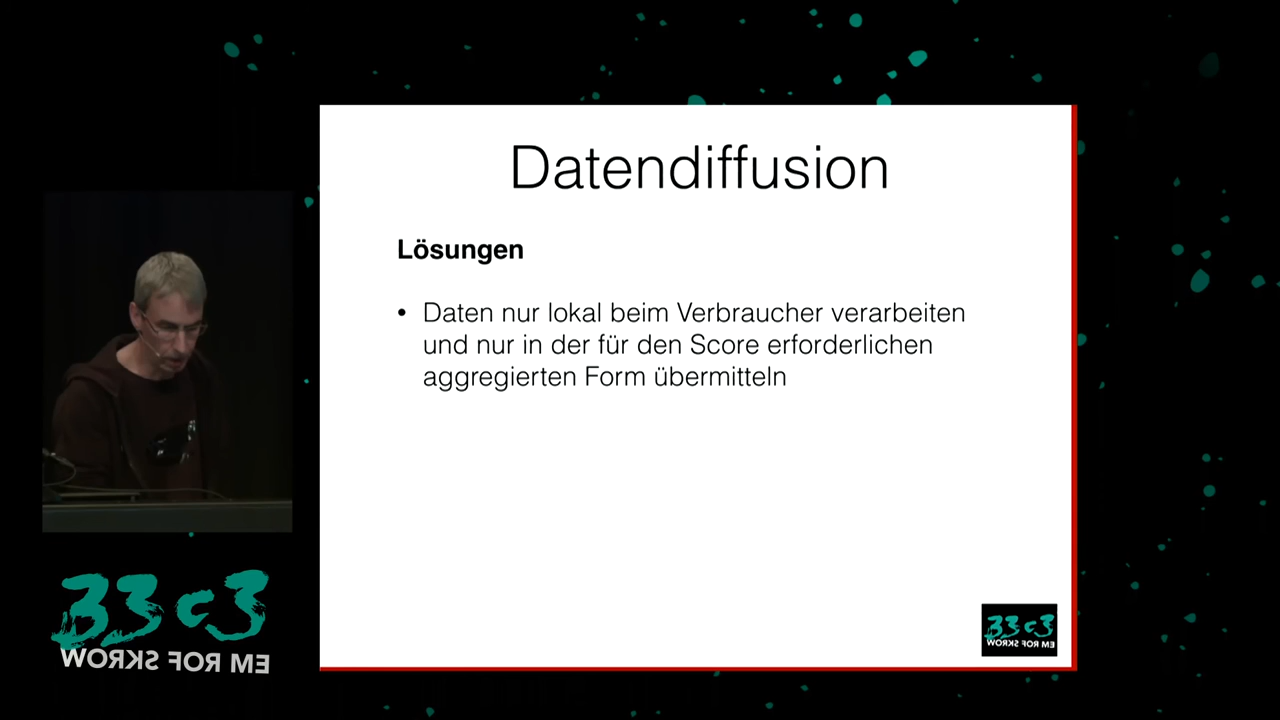 Datendiffusion
Lösungen
• Daten nur lokal beim Verbraucher verarbeiten
und nur in der für den Score erforderlichen
aggregierten Form übermitteln
33c3
WORKS FOR ME
33c3
WORKS FOR ME